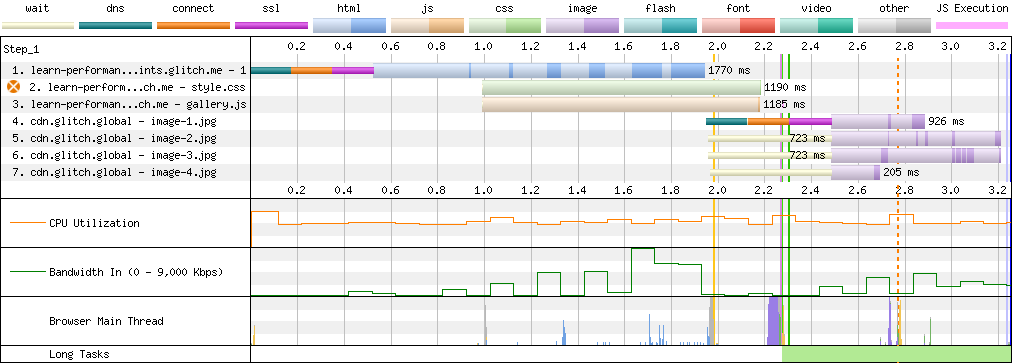 wait dns connect ssl html js css image flash font video other JS Execution
Step_1 0.2 0.4 0.6 0.8 1.0 1.2 1.4 1.6 1.8 2.0 2.2 2.4 2.6 2.8 3.0 3.2
1. learn-performan...ints.glitch.me - 1 1770 ms
2. learn-perform...ch.me - style.css 1190 ms
3. learn-performan...ch.me - gallery.js 1185 ms
4. cdn.glitch.global - image-1.jpg 926 ms
5. cdn.glitch.global - image-2.jpg 723 ms
6. cdn.glitch.global - image-3.jpg 723 ms
7. cdn.glitch.global - image-4.jpg 205 ms
0.2 0.4 0.6 0.8 1.0 1.2 1.4 1.6 1.8 2.0 2.2 2.4 2.6 2.8 3.0 3.2
CPU Utilization
Bandwidth In (0 - 9,000 Kbps)
Browser Main Thread
Long Tasks